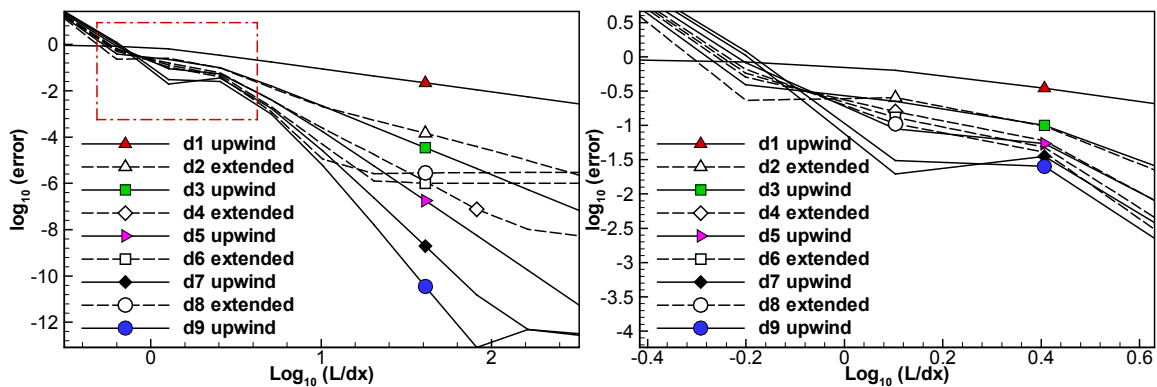 0
-2
-4
-6
-8
-10
-12
log10 (error)
d1 upwind
d2 extended
d3 upwind
d4 extended
d5 upwind
d6 extended
d7 upwind
d8 extended
d9 upwind
0
1
2
Log10 (L/dx)
0.5
0
-0.5
-1
-1.5
-2
-2.5
-3
-3.5
-4
log10 (error)
d1 upwind
d2 extended
d3 upwind
d4 extended
d5 upwind
d6 extended
d7 upwind
d8 extended
d9 upwind
-0.4
-0.2
0
0.2
0.4
0.6
Log10 (L/dx)